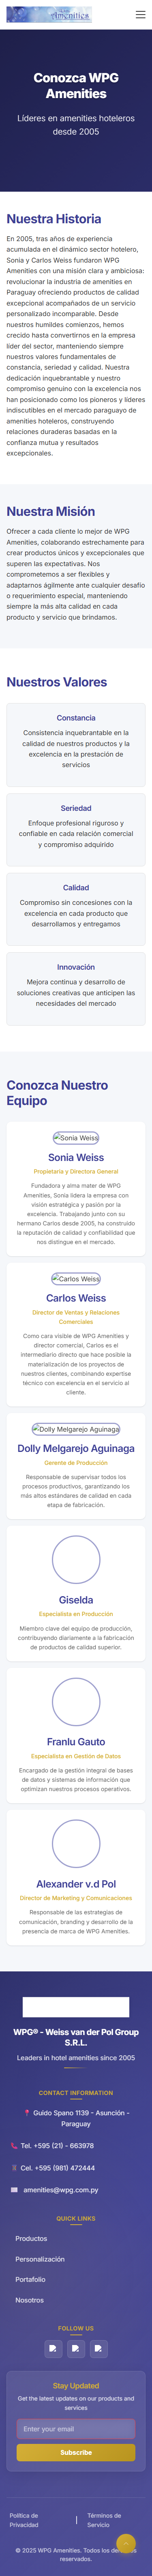 Amenities
Conozca WPG
Amenities
Líderes en amenities hoteleros
desde 2005
Nuestra Historia
En 2005, tras años de experiencia
acumulada en el dinámico sector hotelero,
Sonia y Carlos Weiss fundaron WPG
Amenities con una misión clara y ambiciosa:
revolucionar la industria de amenities en
Paraguay ofreciendo productos de calidad
excepcional acompañados de un servicio
personalizado incomparable. Desde
nuestros humildes comienzos, hemos
crecido hasta convertirnos en la empresa
líder del sector, manteniendo siempre
nuestros valores fundamentales de
constancia, seriedad y calidad. Nuestra
dedicación inquebrantable y nuestro
compromiso genuino con la excelencia nos
han posicionado como los pioneros y líderes
indiscutibles en el mercado paraguayo de
amenities hoteleros, construyendo
relaciones duraderas basadas en la
confianza mutua y resultados
excepcionales.
Nuestra Misión
Ofrecer a cada cliente lo mejor de WPG
Amenities, colaborando estrechamente para
crear productos únicos y excepcionales que
superen las expectativas. Nos
comprometemos a ser flexibles y
adaptarnos ágilmente ante cualquier desafío
o requerimiento especial, manteniendo
siempre la más alta calidad en cada
producto y servicio que brindamos.
Nuestros Valores
Constancia
Consistencia inquebrantable en la
calidad de nuestros productos y la
excelencia en cada prestación de
servicios
Seriedad
Enfoque profesional riguroso y
confiable en cada relación comercial
y compromiso adquirido
Calidad
Compromiso sin concesiones con la
excelencia en cada producto que
desarrollamos y entregamos
Innovación
Mejora continua y desarrollo de
soluciones creativas que anticipen las
necesidades del mercado
Conozca Nuestro
Equipo
Sonia Weiss
Sonia Weiss
Propietaria y Directora General
Fundadora y alma mater de WPG
Amenities, Sonia lidera la empresa con
visión estratégica y pasión por la
excelencia. Trabajando junto con su
hermano Carlos desde 2005, ha construido
la reputación de calidad y confiabilidad que
nos distingue en el mercado.
Carlos Weiss
Carlos Weiss
Director de Ventas y Relaciones
Comerciales
Como cara visible de WPG Amenities y
director comercial, Carlos es el
intermediario directo que hace posible la
materialización de los proyectos de
nuestros clientes, combinando expertise
técnico con excelencia en el servicio al
cliente.
Dolly Melgarejo Aguinaga
Dolly Melgarejo Aguinaga
Gerente de Producción
Responsable de supervisar todos los
procesos productivos, garantizando los
más altos estándares de calidad en cada
etapa de fabricación.
Giselda
Especialista en Producción
Miembro clave del equipo de producción,
contribuyendo diariamente a la fabricación
de productos de calidad superior.
Franlu Gauto
Especialista en Gestión de Datos
Encargado de la gestión integral de bases
de datos y sistemas de información que
optimizan nuestros procesos operativos.
Alexander v.d Pol
Director de Marketing y Comunicaciones
Responsable de las estrategias de
comunicación, branding y desarrollo de la
presencia de marca de WPG Amenities.
WPG® - Weiss van der Pol Group
S.R.L.
Leaders in hotel amenities since 2005
CONTACT INFORMATION
Guido Spano 1139 - Asunción -
Paraguay
Tel. +595 (21) - 663978
Cel. +595 (981) 472444
amenities@wpg.com.py
QUICK LINKS
Productos
Personalización
Portafolio
Nosotros
FOLLOW US
Stay Updated
Get the latest updates on our products and
services
Enter your email
Subscribe
Política de
Privacidad
|
Términos de
Servicio
© 2025 WPG Amenities. Todos los
reservados.